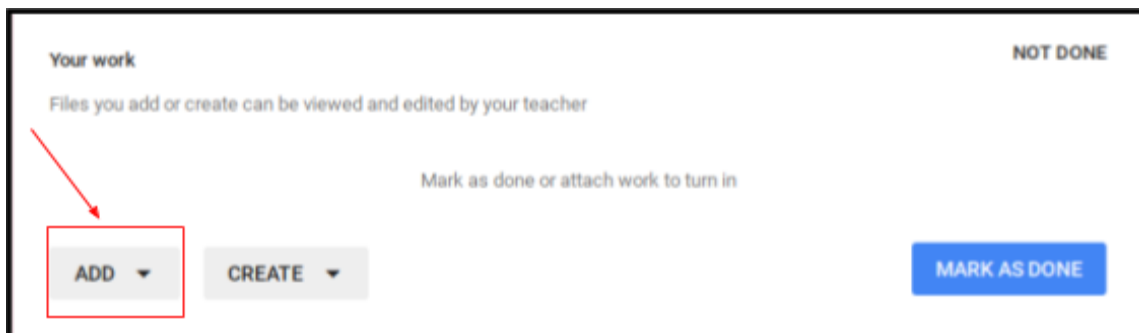 Your work
NOT DONE
Files you add or create can be viewed and edited by your teacher
Mark as done or attach work to turn in
ADD
CREATE
MARK AS DONE